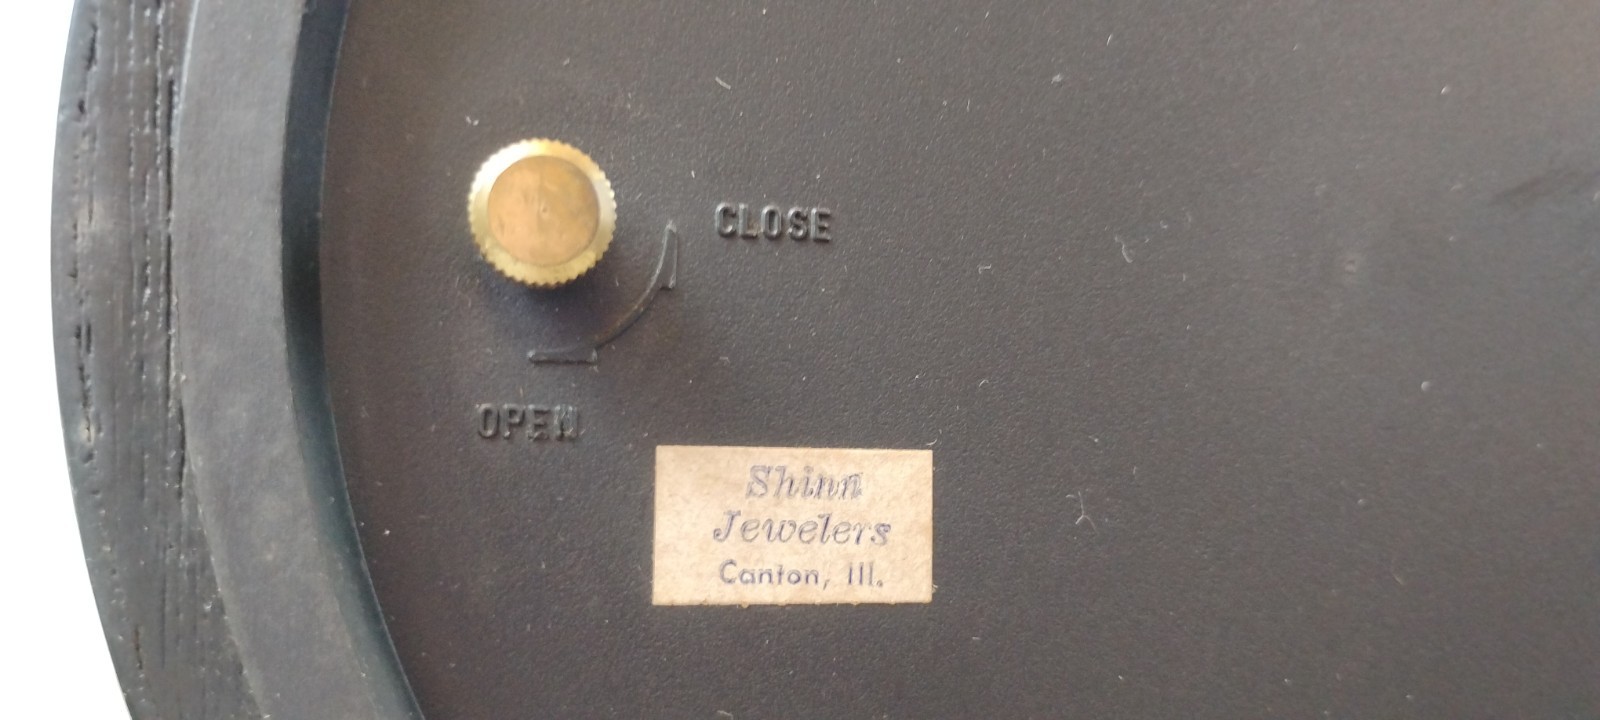 CLOSE
OPEN
Shinn
Jewelers
Canton, Ill.